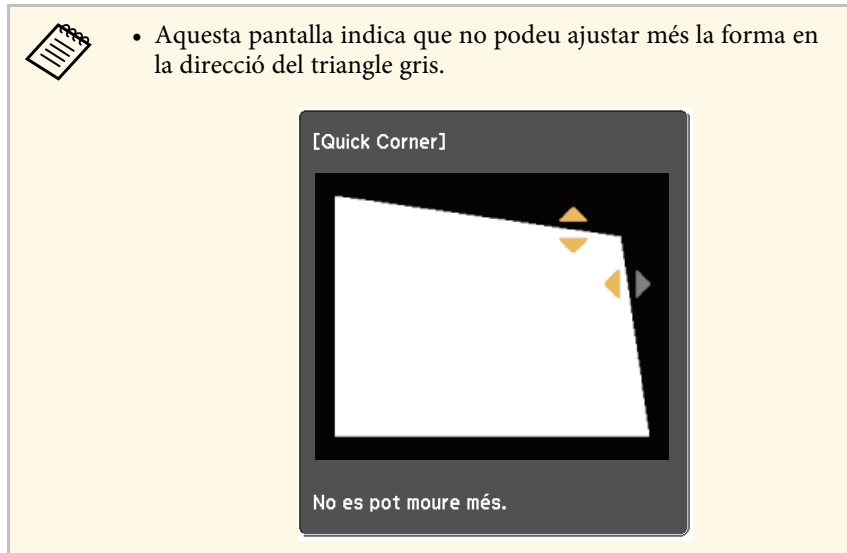 • Aquesta pantalla indica que no podeu ajustar més la forma en
la direcció del triangle gris.
[Quick Corner]
No es pot moure més.